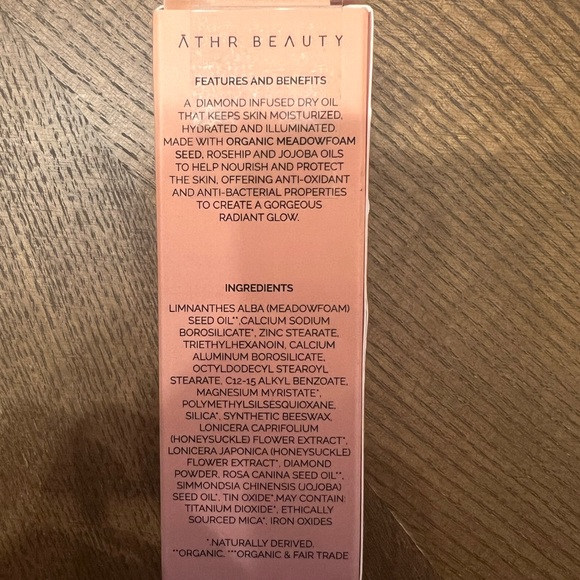 ĀTHR BEAUTY
FEATURES AND BENEFITS
A DIAMOND INFUSED DRY OIL
THAT KEEPS SKIN MOISTURIZED,
HYDRATED AND ILLUMINATED.
MADE WITH ORGANIC MEADOWFOAM
SEED, ROSEHIP AND JOJOBA OILS
TO HELP NOURISH AND PROTECT
THE SKIN, OFFERING ANTI-OXIDANT
AND ANTI-BACTERIAL PROPERTIES
TO CREATE A GORGEOUS
RADIANT GLOW.
INGREDIENTS
LIMNANTHES ALBA (MEADOWFOAM)
SEED OIL**,CALCIUM SODIUM
BOROSILICATE*, ZINC STEARATE,
TRIETHYLHEXANOIN, CALCIUM
ALUMINUM BOROSILICATE,
OCTYLDODECYL STEAROYL
STEARATE, C12-15 ALKYL BENZOATE,
MAGNESIUM MYRISTATE*,
POLYMETHYLSILSESQUIOXANE,
SILICA*, SYNTHETIC BEESWAX,
LONICERA CAPRIFOLIUM
(HONEYSUCKLE) FLOWER EXTRACT*,
LONICERA JAPONICA (HONEYSUCKLE)
FLOWER EXTRACT*, DIAMOND
POWDER, ROSA CANINA SEED OIL**,
SIMMONDSIA CHINENSIS (JOJOBA)
SEED OIL*, TIN OXIDE*.MAY CONTAIN:
TITANIUM DIOXIDE*, ETHICALLY
SOURCED MICA*, IRON OXIDES
*.NATURALLY DERIVED.
**ORGANIC. ***ORGANIC & FAIR TRADE